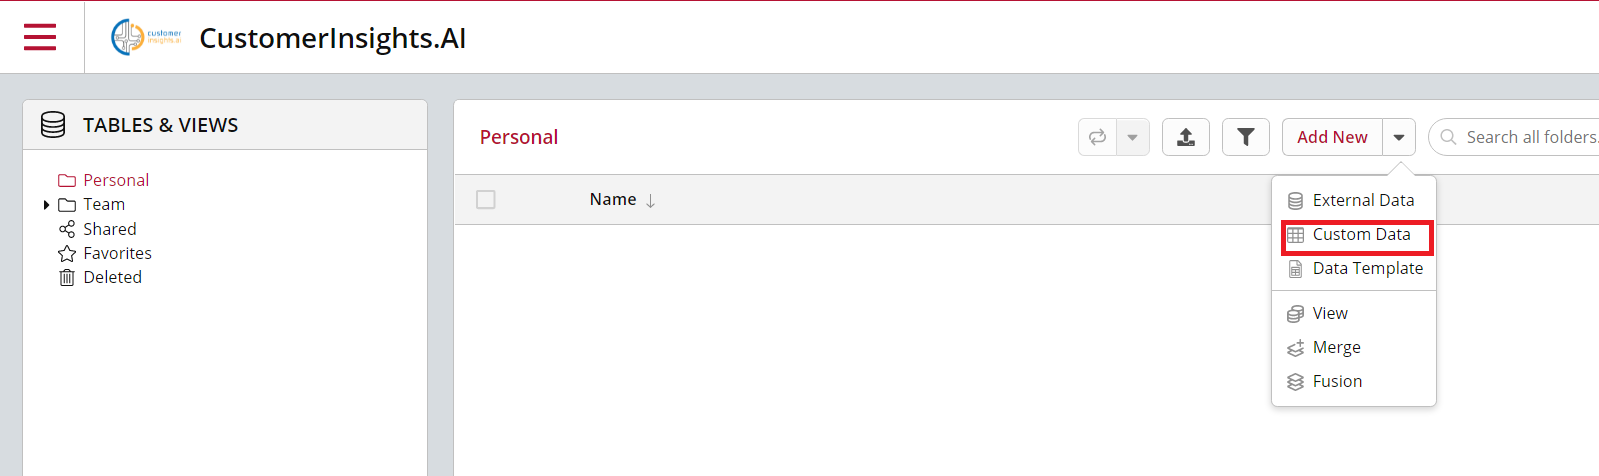 customer
insights.ai
CustomerInsights.AI
TABLES & VIEWS
Personal
Team
Shared
Favorites
Deleted
Personal
Add New
Search all folders.
Name
External Data
Custom Data
Data Template
View
Merge
Fusion